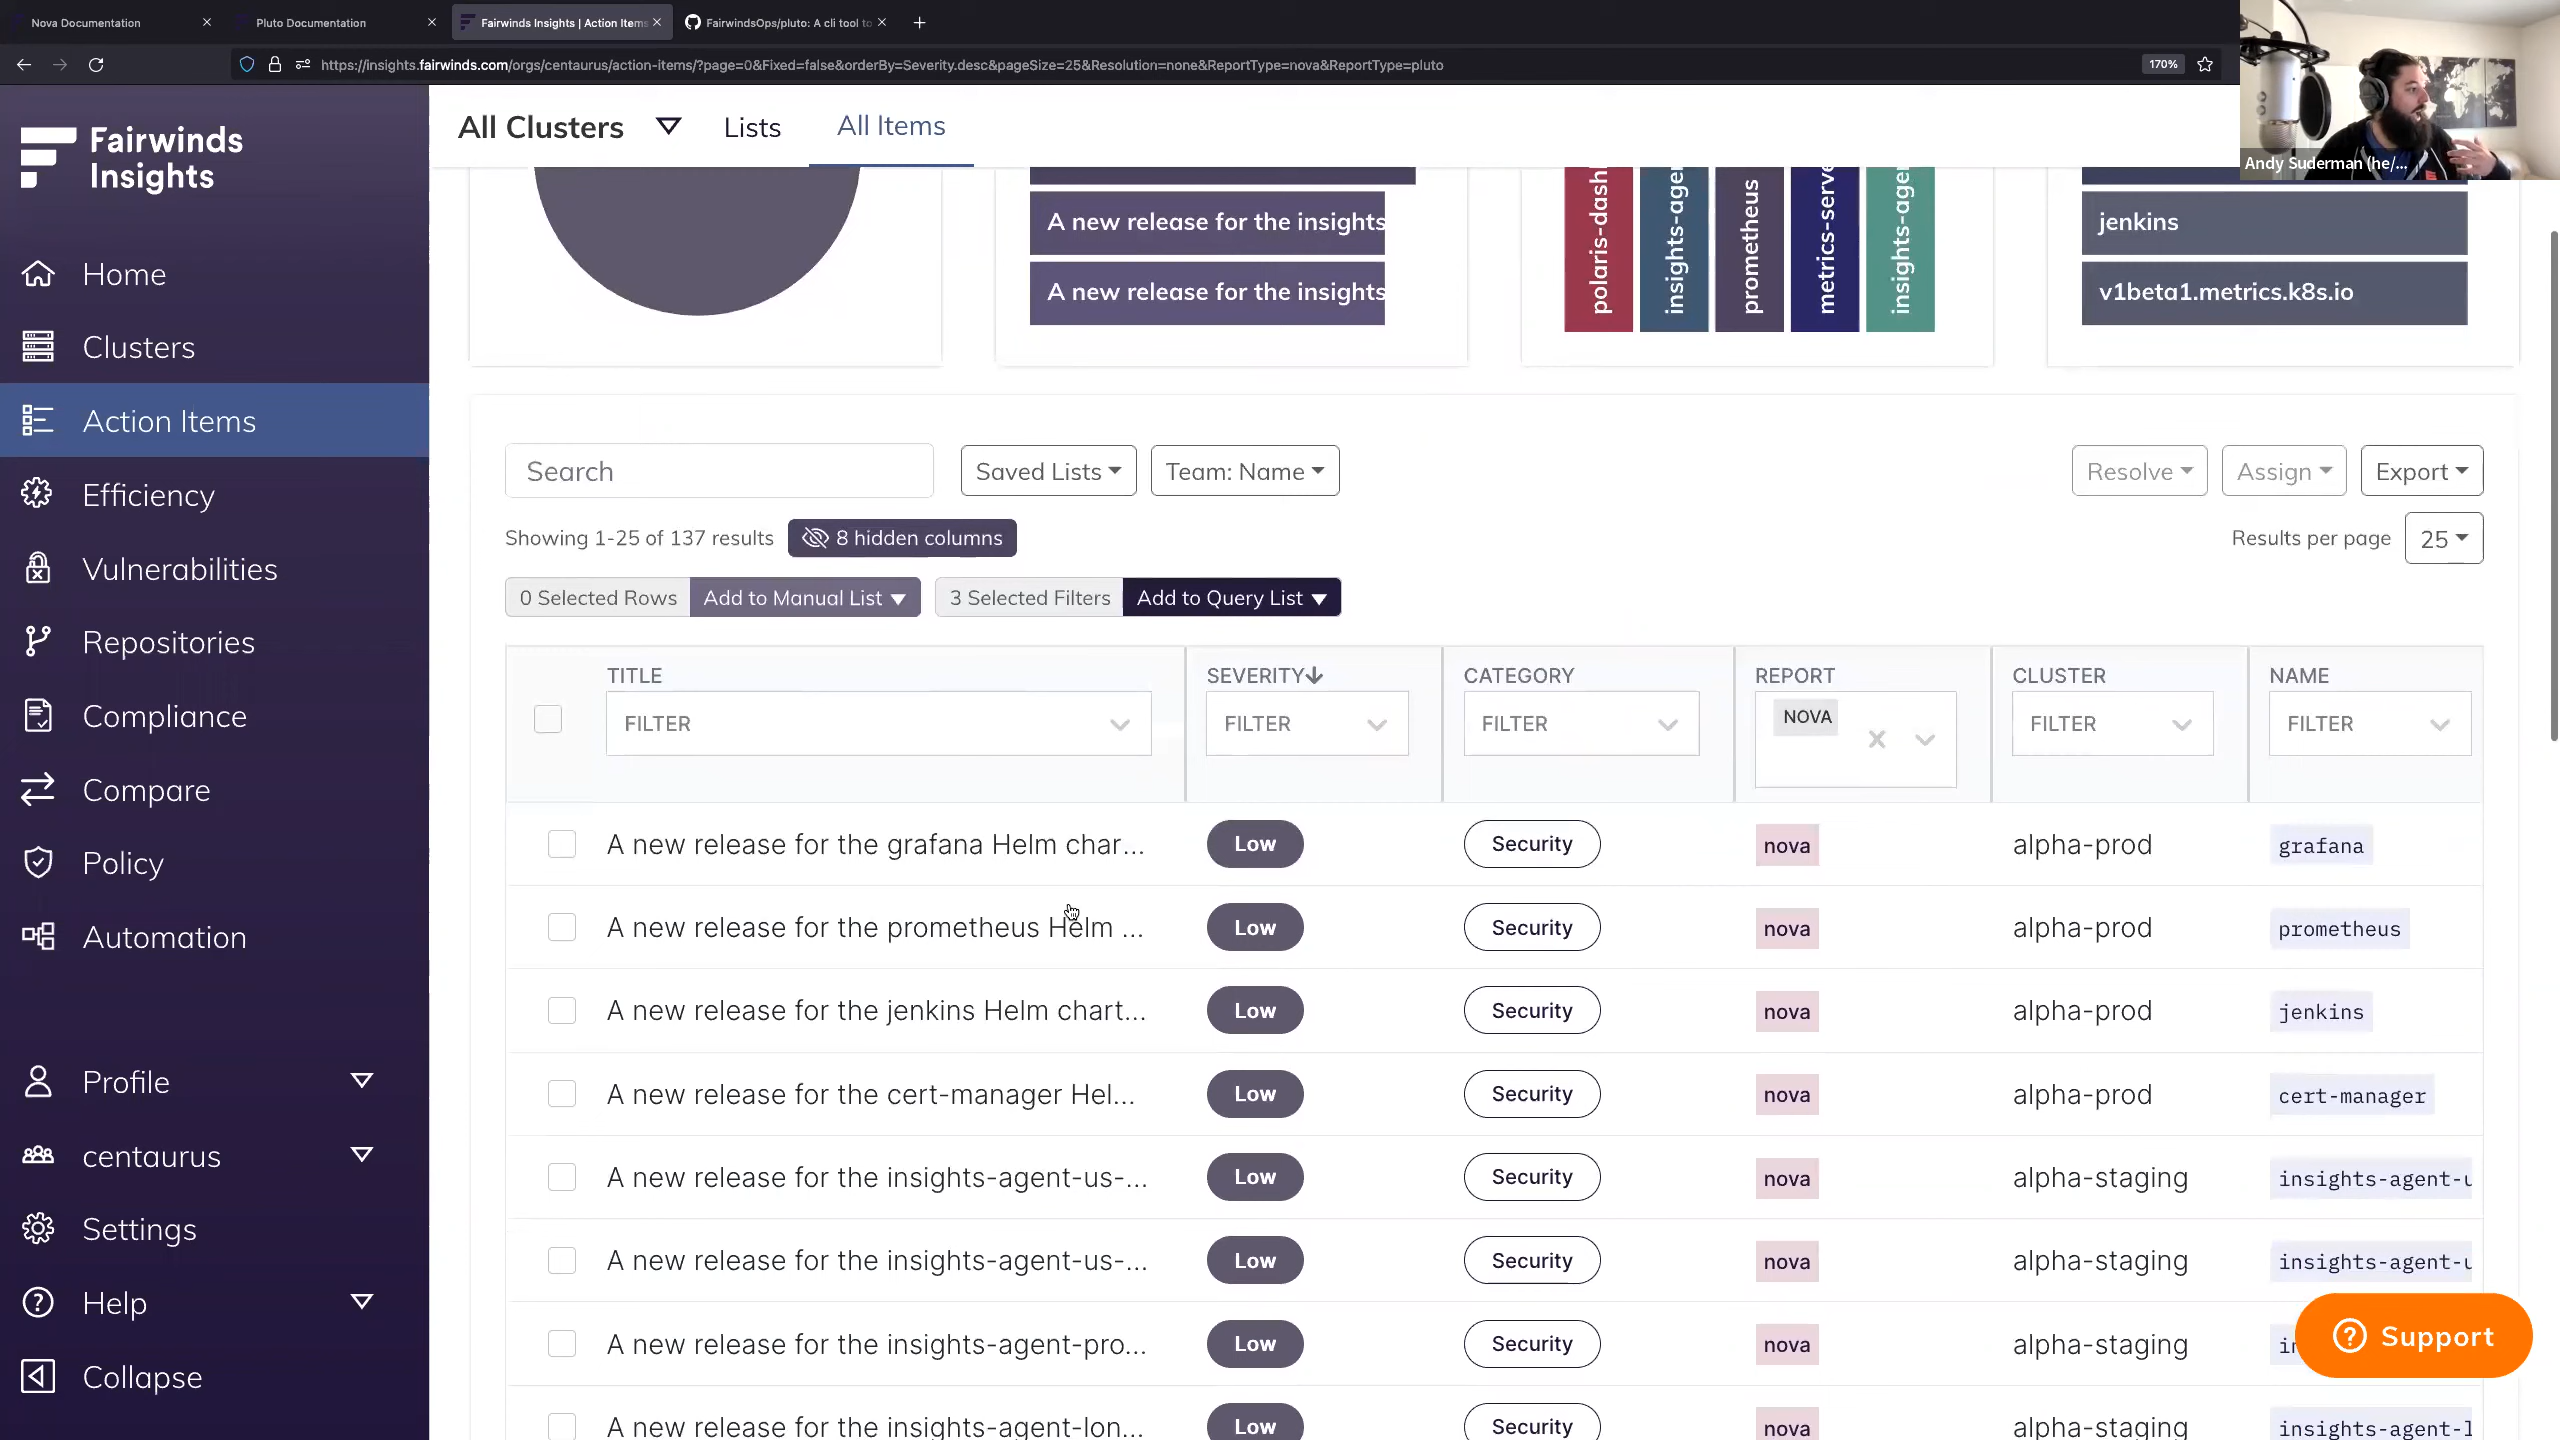 Nova Documentation
Pluto Documentation
Fairwinds Insights | Action Items
FairwindsOps/pluto: A cli tool to
https://insights.fairwinds.com/orgs/centaurus/action-items/?page=0&Fixed=false&orderBy=Severity.desc&pageSize=25&Resolution=none&ReportType=nova&ReportType=pluto
170%
Andy Suderman (he/...
Fairwinds
Insights
Home
Clusters
Action Items
Efficiency
Vulnerabilities
Repositories
Compliance
Compare
Policy
Automation
Profile
centaurus
Settings
Help
Collapse
All Clusters
Lists
All Items
A new release for the insights
A new release for the insights
polaris-dash
insights-ager
prometheus
metrics-serve
insights-ager
jenkins
v1beta1.metrics.k8s.io
Search
Saved Lists
Team: Name
Resolve
Assign
Export
Showing 1-25 of 137 results
8 hidden columns
Results per page
25
0 Selected Rows
Add to Manual List
3 Selected Filters
Add to Query List
TITLE SEVERITY CATEGORY REPORT CLUSTER NAME
FILTER FILTER FILTER NOVA FILTER FILTER
A new release for the grafana Helm char... Low Security nova alpha-prod grafana
A new release for the prometheus Helm ... Low Security nova alpha-prod prometheus
A new release for the jenkins Helm chart... Low Security nova alpha-prod jenkins
A new release for the cert-manager Hel... Low Security nova alpha-prod cert-manager
A new release for the insights-agent-us-... Low Security nova alpha-staging insights-agent-u
A new release for the insights-agent-us-... Low Security nova alpha-staging insights-agent-u
A new release for the insights-agent-pro... Low Security nova alpha-staging
A new release for the insights-agent-lon... Low Security nova alpha-staging insights-agent-l
Support